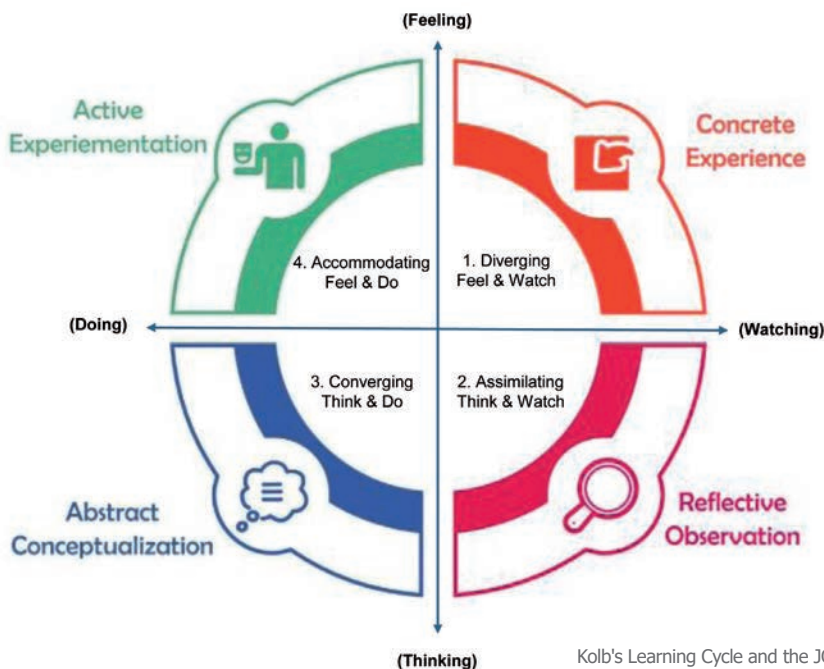 (Feeling)
Active
Experiementation
Concrete
Experience
4. Accommodating
Feel & Do
1. Diverging
Feel & Watch
(Doing)
(Watching)
3. Converging
Think & Do
2. Assimilating
Think & Watch
Abstract
Conceptualization
Reflective
Observation
(Thinking)
Kolb's Learning Cycle and the